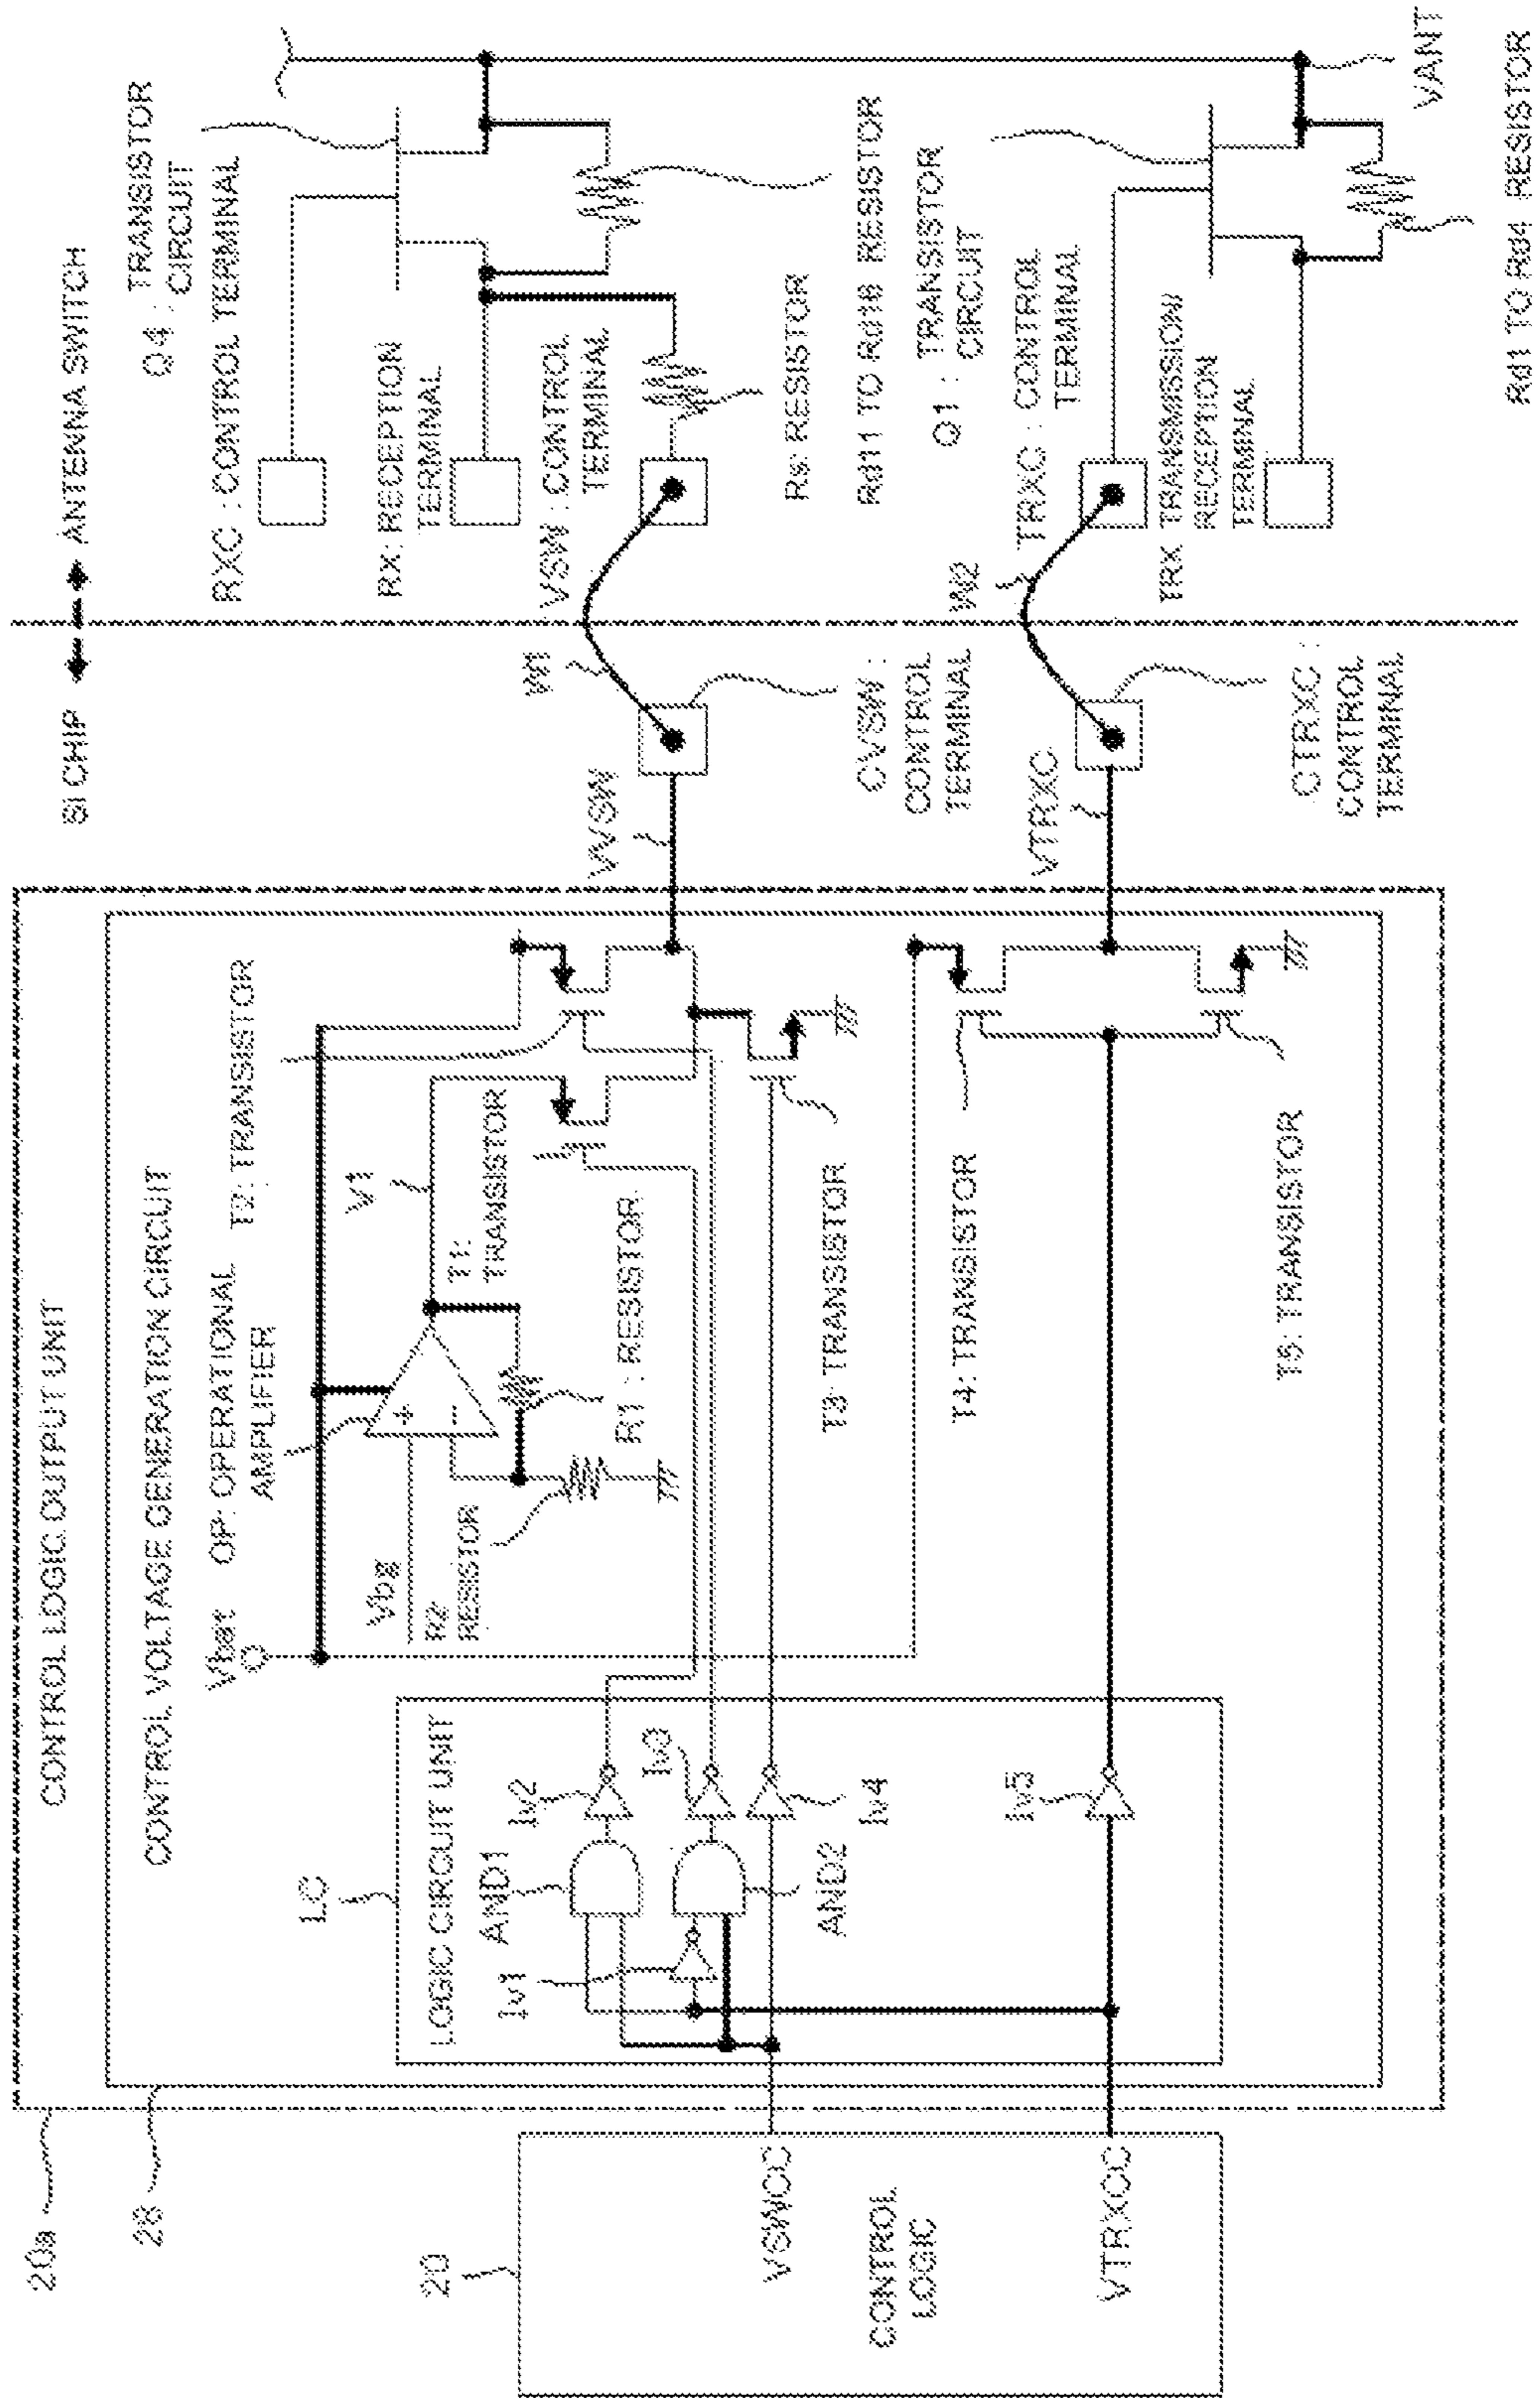 SI CHIP
ANTENNA SWITCH
CONTROL LOGIC OUTPUT UNIT
CONTROL VOLTAGE GENERATION CIRCUIT
20a
28
20
CONTROL
LOGIC
VSWCC
VTRXCC
LC
LOGIC CIRCUIT UNIT
AND1
AND2
Iv1
Iv2
Iv3
Iv4
Iv5
Vbat
OP: OPERATIONAL
AMPLIFIER
Vbg
R2
RESISTOR
R1 : RESISTOR
V1
T1:
TRANSISTOR
T2: TRANSISTOR
T3: TRANSISTOR
T4: TRANSISTOR
T5: TRANSISTOR
VVSW
VTRXC
CVSW :
CONTROL
TERMINAL
CTRXC :
CONTROL
TERMINAL
W1
W2
Q4 : TRANSISTOR
CIRCUIT
RXC : CONTROL TERMINAL
RX: RECEPTION
TERMINAL
VSW : CONTROL
TERMINAL
Rs: RESISTOR
Rd11 TO Rd18 RESISTOR
Q1 : TRANSISTOR
CIRCUIT
TRXC : CONTROL
TERMINAL
TRX TRANSMISSION/
RECEPTION
TERMINAL
VANT
Rd1 TO Rd4 RESISTOR